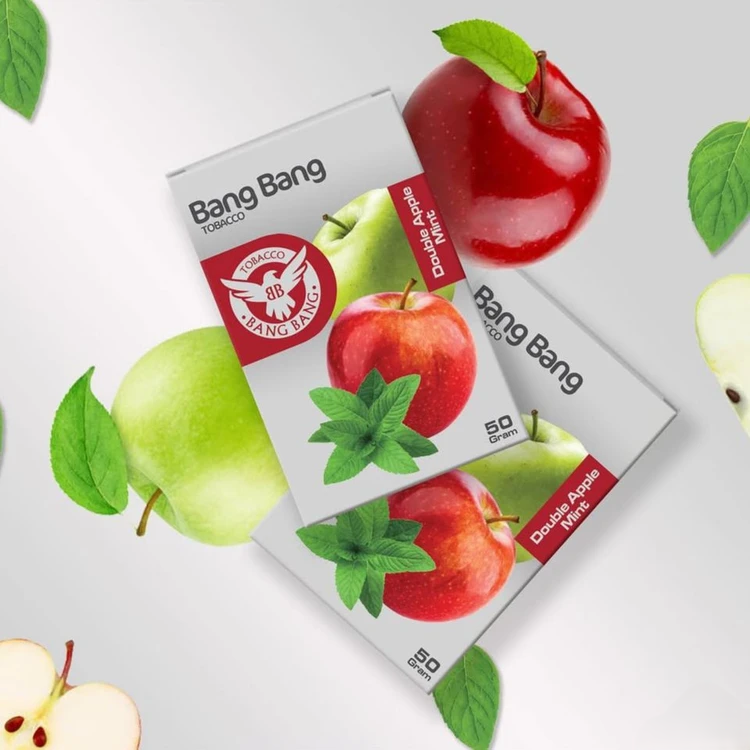 Bang Bang
TOBACCO
Double Apple
Mint
TOBACCO
BB
BANG BANG
50
Gram
Bang Bang
CCO
Double Apple
Mint
50
Gram